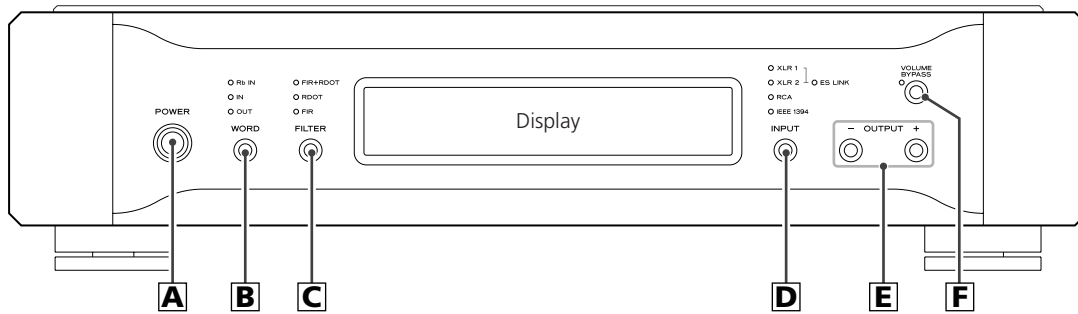 POWER
Rb IN
IN
OUT
WORD
FIR+RDOT
RDOT
FIR
FILTER
Display
XLR 1
XLR 2
ES LINK
RCA
IEEE 1394
INPUT
VOLUME
BYPASS
− OUTPUT +
A
B
C
D
E
F